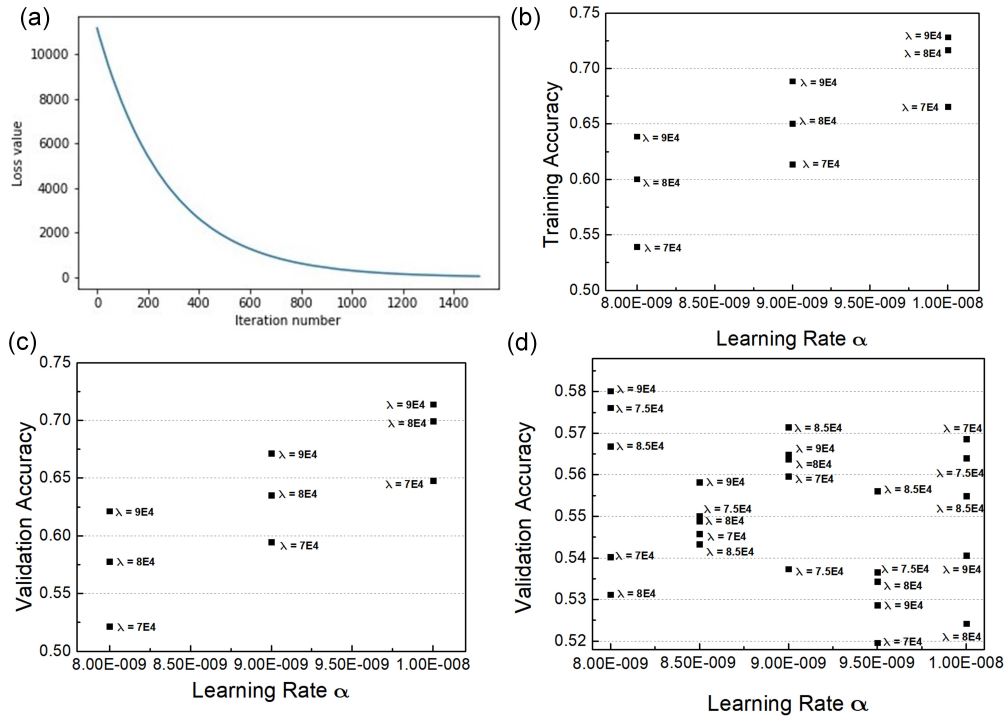 (a)
10000
8000
6000
4000
2000
0
Loss value
0 200 400 600 800 1000 1200 1400
Iteration number
(b)
0.75
0.70
0.65
0.60
0.55
0.50
Training Accuracy
λ = 9E4
λ = 8E4
λ = 7E4
λ = 9E4
λ = 8E4
λ = 7E4
λ = 9E4
λ = 8E4
λ = 7E4
8.00E-009 8.50E-009 9.00E-009 9.50E-009 1.00E-008
Learning Rate α
(c)
0.75
0.70
0.65
0.60
0.55
0.50
Validation Accuracy
λ = 9E4
λ = 8E4
λ = 7E4
λ = 9E4
λ = 8E4
λ = 7E4
λ = 9E4
λ = 8E4
λ = 7E4
8.00E-009 8.50E-009 9.00E-009 9.50E-009 1.00E-008
Learning Rate α
(d)
0.58
0.57
0.56
0.55
0.54
0.53
0.52
Validation Accuracy
λ = 9E4
λ = 7.5E4
λ = 8.5E4
λ = 7E4
λ = 8E4
λ = 9E4
λ = 7.5E4
λ = 8E4
λ = 7E4
λ = 8.5E4
λ = 8.5E4
λ = 9E4
λ =8E4
λ = 7E4
λ = 7.5E4
λ = 8.5E4
λ = 7.5E4
λ = 8E4
λ = 9E4
λ = 7E4
λ = 7E4
λ = 7.5E4
λ = 8.5E4
λ = 9E4
λ = 8E4
8.00E-009 8.50E-009 9.00E-009 9.50E-009 1.00E-008
Learning Rate α